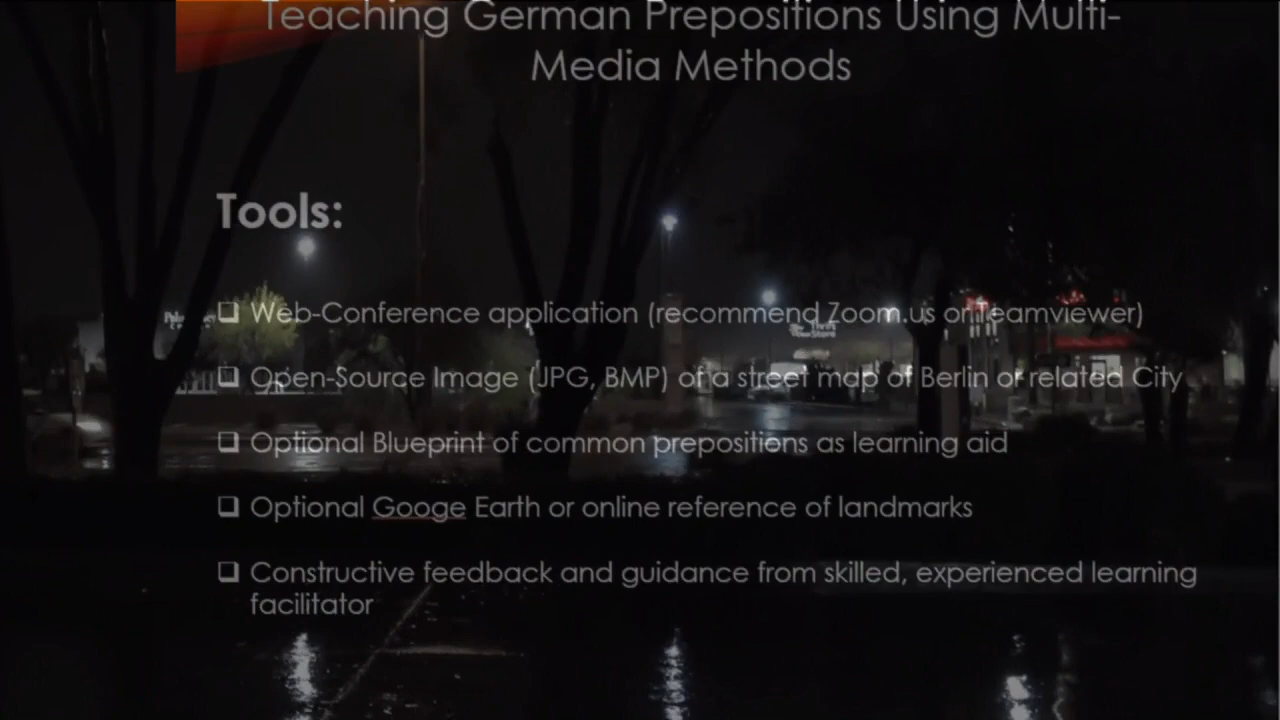 Teaching German Prepositions Using Multi-
Media Methods
Tools:
❑ Web-Conference application (recommend Zoom.us or Teamviewer)
❑ Open-Source Image (JPG, BMP) of a street map of Berlin or related City
❑ Optional Blueprint of common prepositions as learning aid
❑ Optional Googe Earth or online reference of landmarks
❑ Constructive feedback and guidance from skilled, experienced learning
facilitator
Thrift
Store